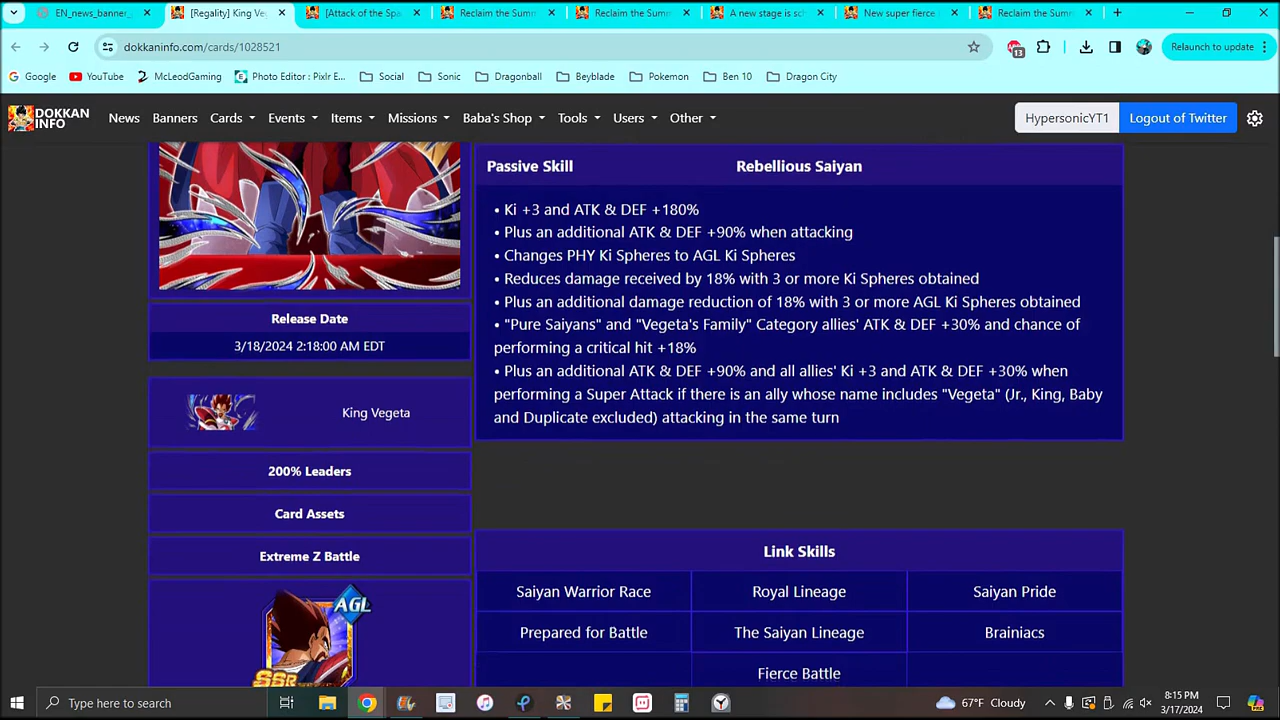 EN_news_banner_
[Regality] King Ve
[Attack of the Spa
Reclaim the Summ
Reclaim the Summ
A new stage is sch
New super fierce
Reclaim the Summ
dokkaninfo.com/cards/1028521
13
Relaunch to update
Google
YouTube
McLeodGaming
Photo Editor : Pixlr E...
Social
Sonic
Dragonball
Beyblade
Pokemon
Ben 10
Dragon City
DOKKAN
INFO
News
Banners
Cards
Events
Items
Missions
Baba's Shop
Tools
Users
Other
HypersonicYT1
Logout of Twitter
Release Date
3/18/2024 2:18:00 AM EDT
King Vegeta
200% Leaders
Card Assets
Extreme Z Battle
AGL
SSR
Passive Skill
Rebellious Saiyan
• Ki +3 and ATK & DEF +180%
• Plus an additional ATK & DEF +90% when attacking
• Changes PHY Ki Spheres to AGL Ki Spheres
• Reduces damage received by 18% with 3 or more Ki Spheres obtained
• Plus an additional damage reduction of 18% with 3 or more AGL Ki Spheres obtained
• "Pure Saiyans" and "Vegeta's Family" Category allies' ATK & DEF +30% and chance of
performing a critical hit +18%
• Plus an additional ATK & DEF +90% and all allies' Ki +3 and ATK & DEF +30% when
performing a Super Attack if there is an ally whose name includes "Vegeta" (Jr., King, Baby
and Duplicate excluded) attacking in the same turn
Link Skills
Saiyan Warrior Race
Royal Lineage
Saiyan Pride
Prepared for Battle
The Saiyan Lineage
Brainiacs
Fierce Battle
Type here to search
67°F Cloudy
8:15 PM
3/17/2024